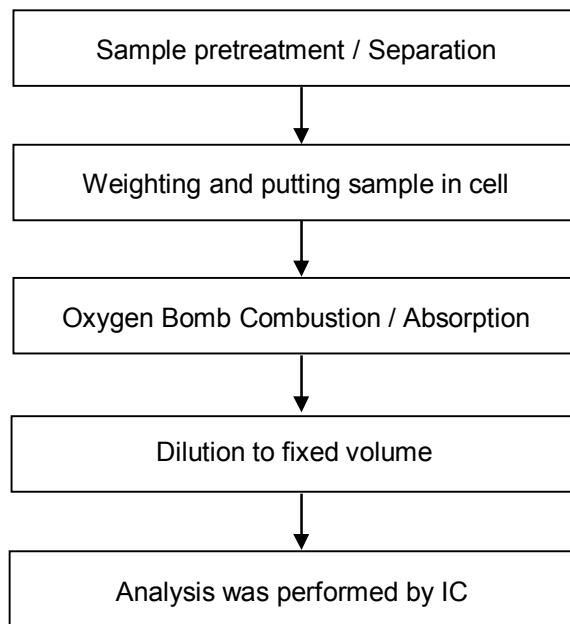 Sample pretreatment / Separation
Weighting and putting sample in cell
Oxygen Bomb Combustion / Absorption
Dilution to fixed volume
Analysis was performed by IC